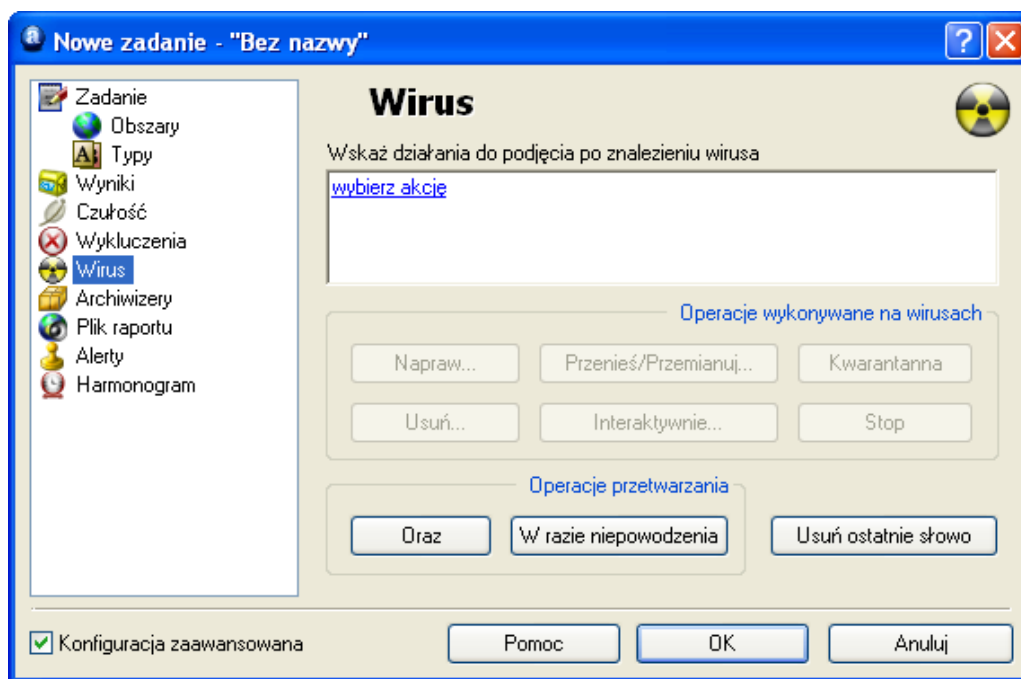 Nowe zadanie - "Bez nazwy"
Zadanie
Obszary
Typy
Wyniki
Czułość
Wykluczenia
Wirus
Archiwizery
Plik raportu
Alerty
Harmonogram
Wirus
Wskaż działania do podjęcia po znalezieniu wirusa
wybierz akcję
Operacje wykonywane na wirusach
Napraw... Przenieś/Przemianuj... Kwarantanna
Usuń... Interaktywnie... Stop
Operacje przetwarzania
Oraz W razie niepowodzenia Usuń ostatnie słowo
Konfiguracja zaawansowana Pomoc OK Anuluj